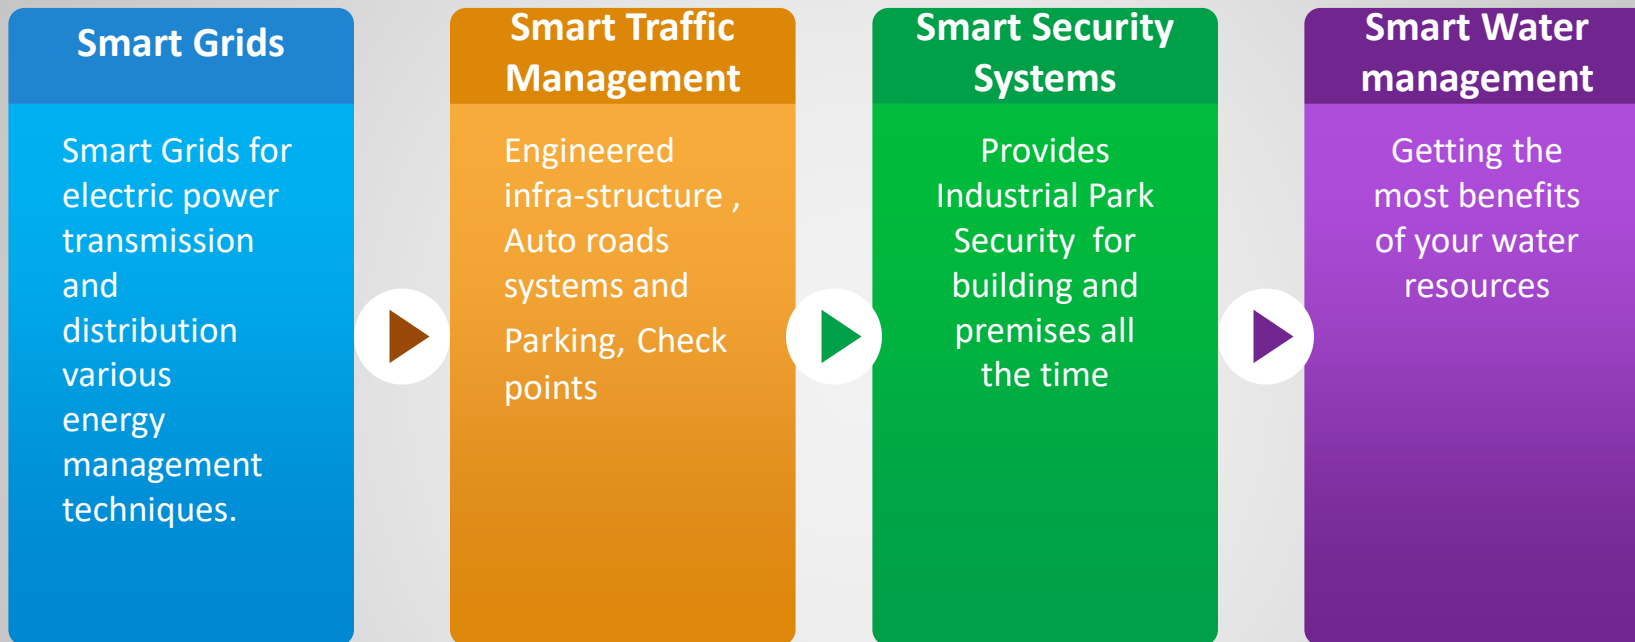 Smart Grids
Smart Grids for
electric power
transmission
and
distribution
various
energy
management
techniques.
Smart Traffic
Management
Engineered
infra-structure ,
Auto roads
systems and
Parking, Check
points
Smart Security
Systems
Provides
Industrial Park
Security  for
building and
premises all
the time
Smart Water
management
Getting the
most benefits
of your water
resources